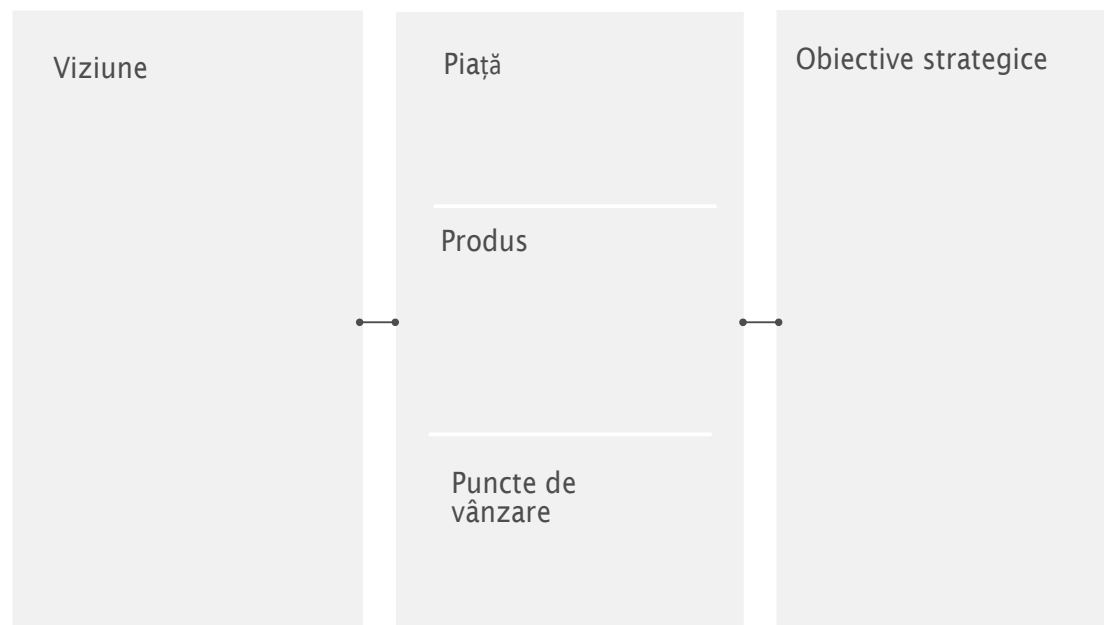 Viziune
Piață
Produs
Puncte de
vânzare
Obiective strategice